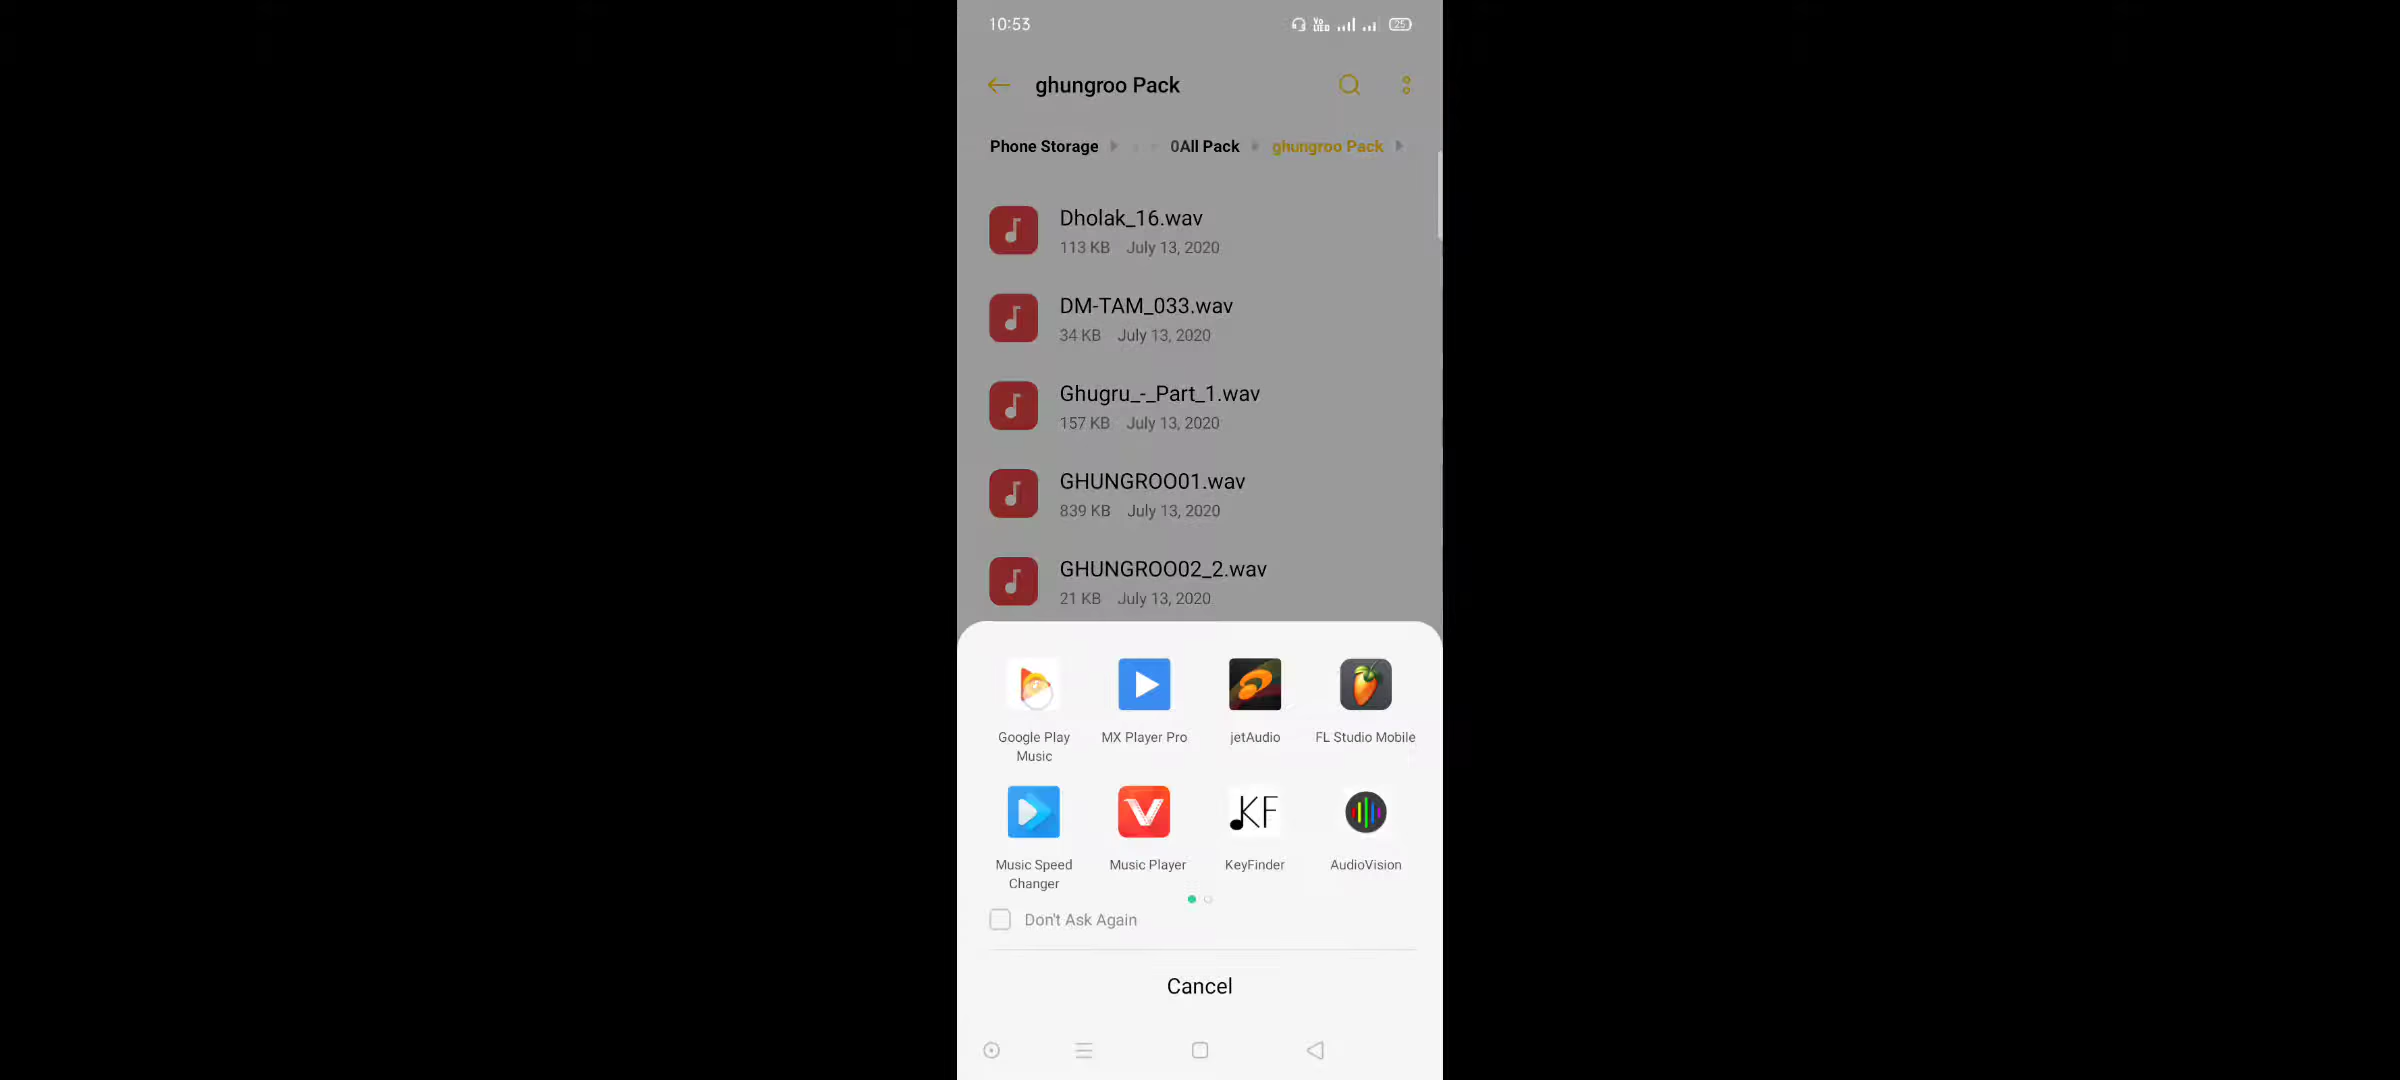 10:53
Vo
LTED
25
ghungroo Pack
Phone Storage
0All Pack
ghungroo Pack
Dholak_16.wav
113 KB July 13, 2020
DM-TAM_033.wav
34 KB July 13, 2020
Ghugru_-_Part_1.wav
157 KB July 13, 2020
GHUNGROO01.wav
839 KB July 13, 2020
GHUNGROO02_2.wav
21 KB July 13, 2020
Google Play Music
MX Player Pro
jetAudio
FL Studio Mobile
Music Speed Changer
Music Player
KF
KeyFinder
AudioVision
Don't Ask Again
Cancel